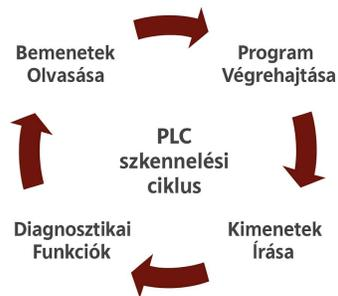 Bemenetek
Olvasása
Program
Végrehajtása
PLC
szkennelési
ciklus
Diagnosztikai
Funkciók
Kimenetek
Írása